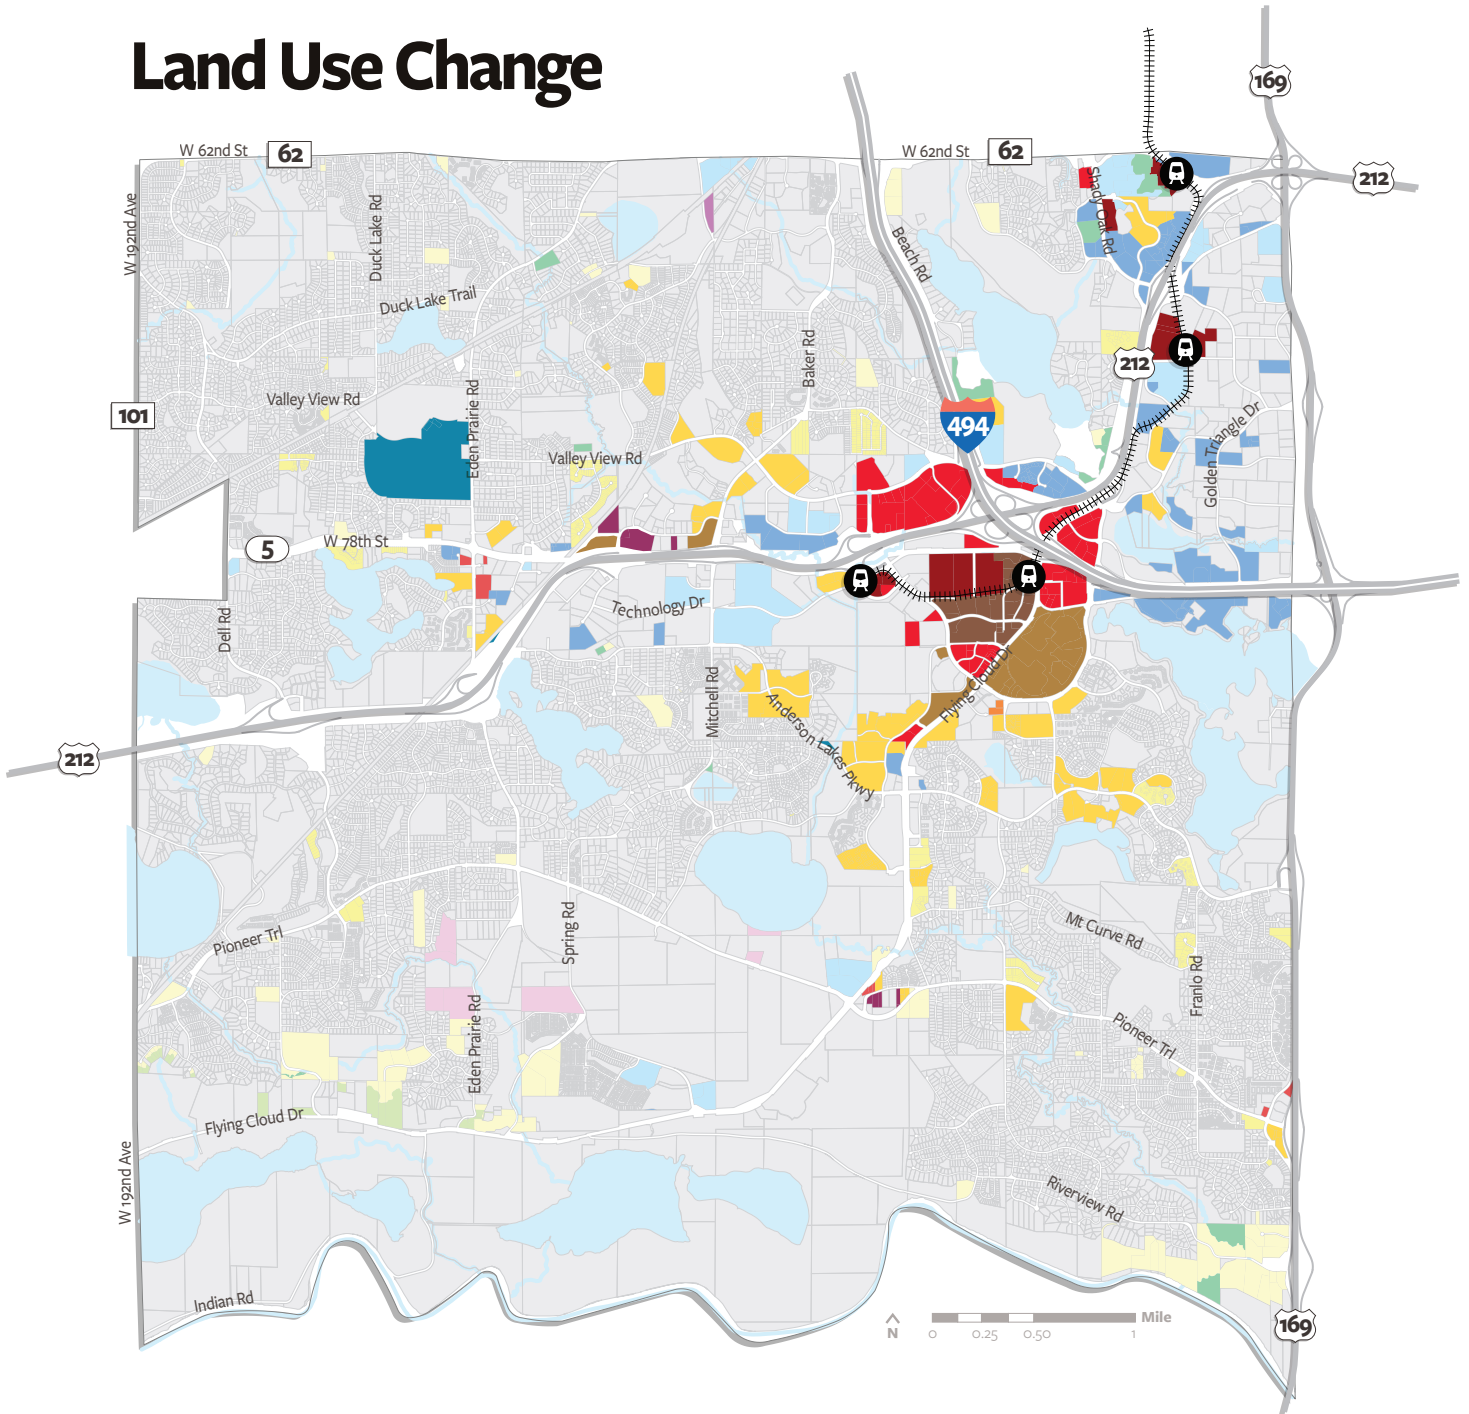 Land Use Change
169
W 62nd St
62
W 62nd St
62
212
W 192nd Ave
Duck Lake Rd
Shady Oak Rd
Beach Rd
Duck Lake Trail
Baker Rd
212
Valley View Rd
101
Eden Prairie Rd
494
Golden Triangle Dr
Valley View Rd
5
W 78th St
Technology Dr
Dell Rd
Mitchell Rd
Flying Cloud Dr
Anderson Lakes Pkwy
212
Pioneer Trl
Spring Rd
Mt Curve Rd
Franlo Rd
Eden Prairie Rd
Pioneer Trl
Flying Cloud Dr
W 192nd Ave
Riverview Rd
Indian Rd
N
Mile
0 0.25 0.50 1
169